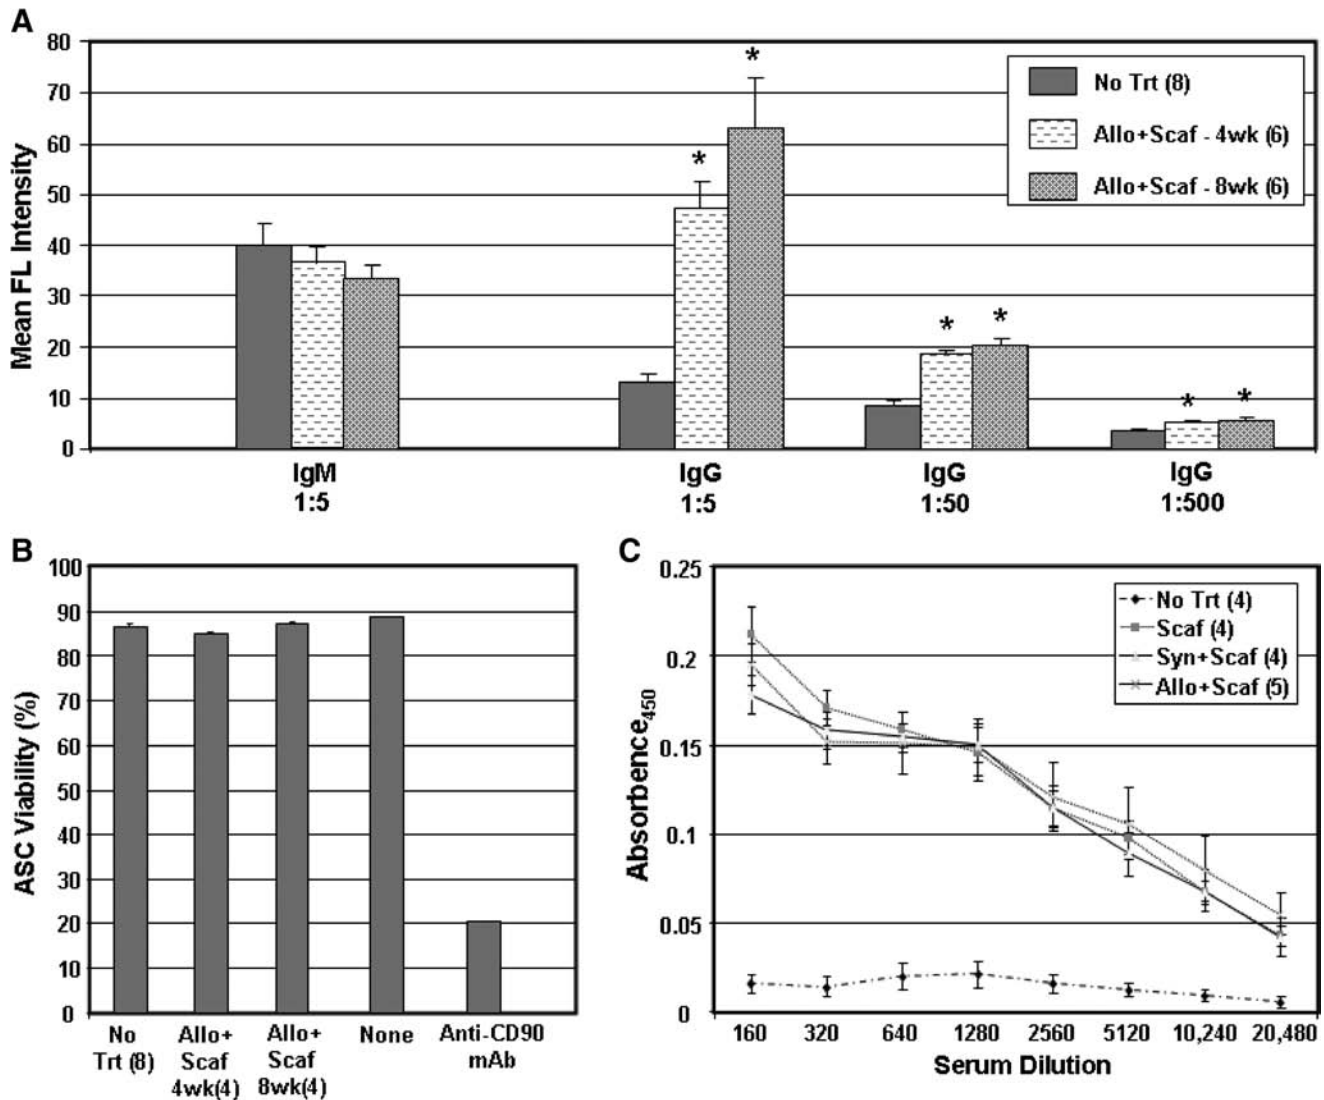 A
80
70
60
50
40
30
20
10
0
Mean FL Intensity
* * * * * *
No Trt (8)
Allo+Scaf - 4wk (6)
Allo+Scaf - 8wk (6)
IgM
1:5
IgG
1:5
IgG
1:50
IgG
1:500
B
100
90
80
70
60
50
40
30
20
10
0
ASC Viability (%)
No
Trt (8)
Allo+
Scaf
4wk(4)
Allo+
Scaf
8wk(4)
None
Anti-CD90
mAb
C
0.25
0.2
0.15
0.1
0.05
0
Absorbence450
No Trt (4)
Scaf (4)
Syn+Scaf (4)
Allo+Scaf (5)
160 320 640 1280 2560 5120 10,240 20,480
Serum Dilution